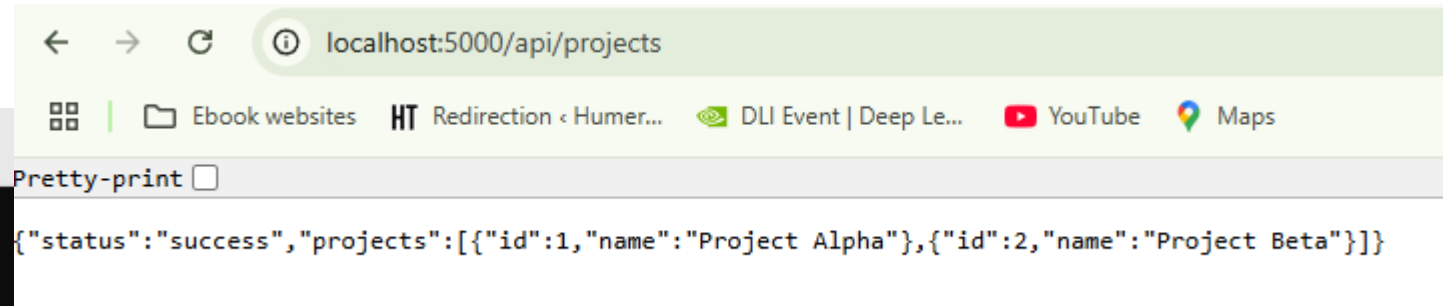 localhost:5000/api/projects
Ebook websites HT Redirection ‹ Humer... DLI Event | Deep Le... YouTube Maps
Pretty-print
{"status":"success","projects":[{"id":1,"name":"Project Alpha"},{"id":2,"name":"Project Beta"}]}